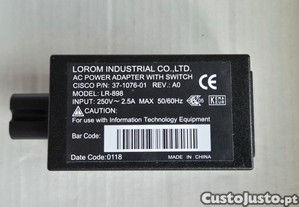 LOROM INDUSTRIAL CO.,LTD.
AC POWER ADAPTER WITH SWITCH
CISCO P/N: 37-1076-01 REV.: A0
MODEL: LR-898
INPUT: 250V~ 2.5A MAX 50/60Hz
CAUTION:
For use with Information Technology Equipment
Bar Code:
Date Code:0118 MADE IN CHINA
CustoJusto.pt